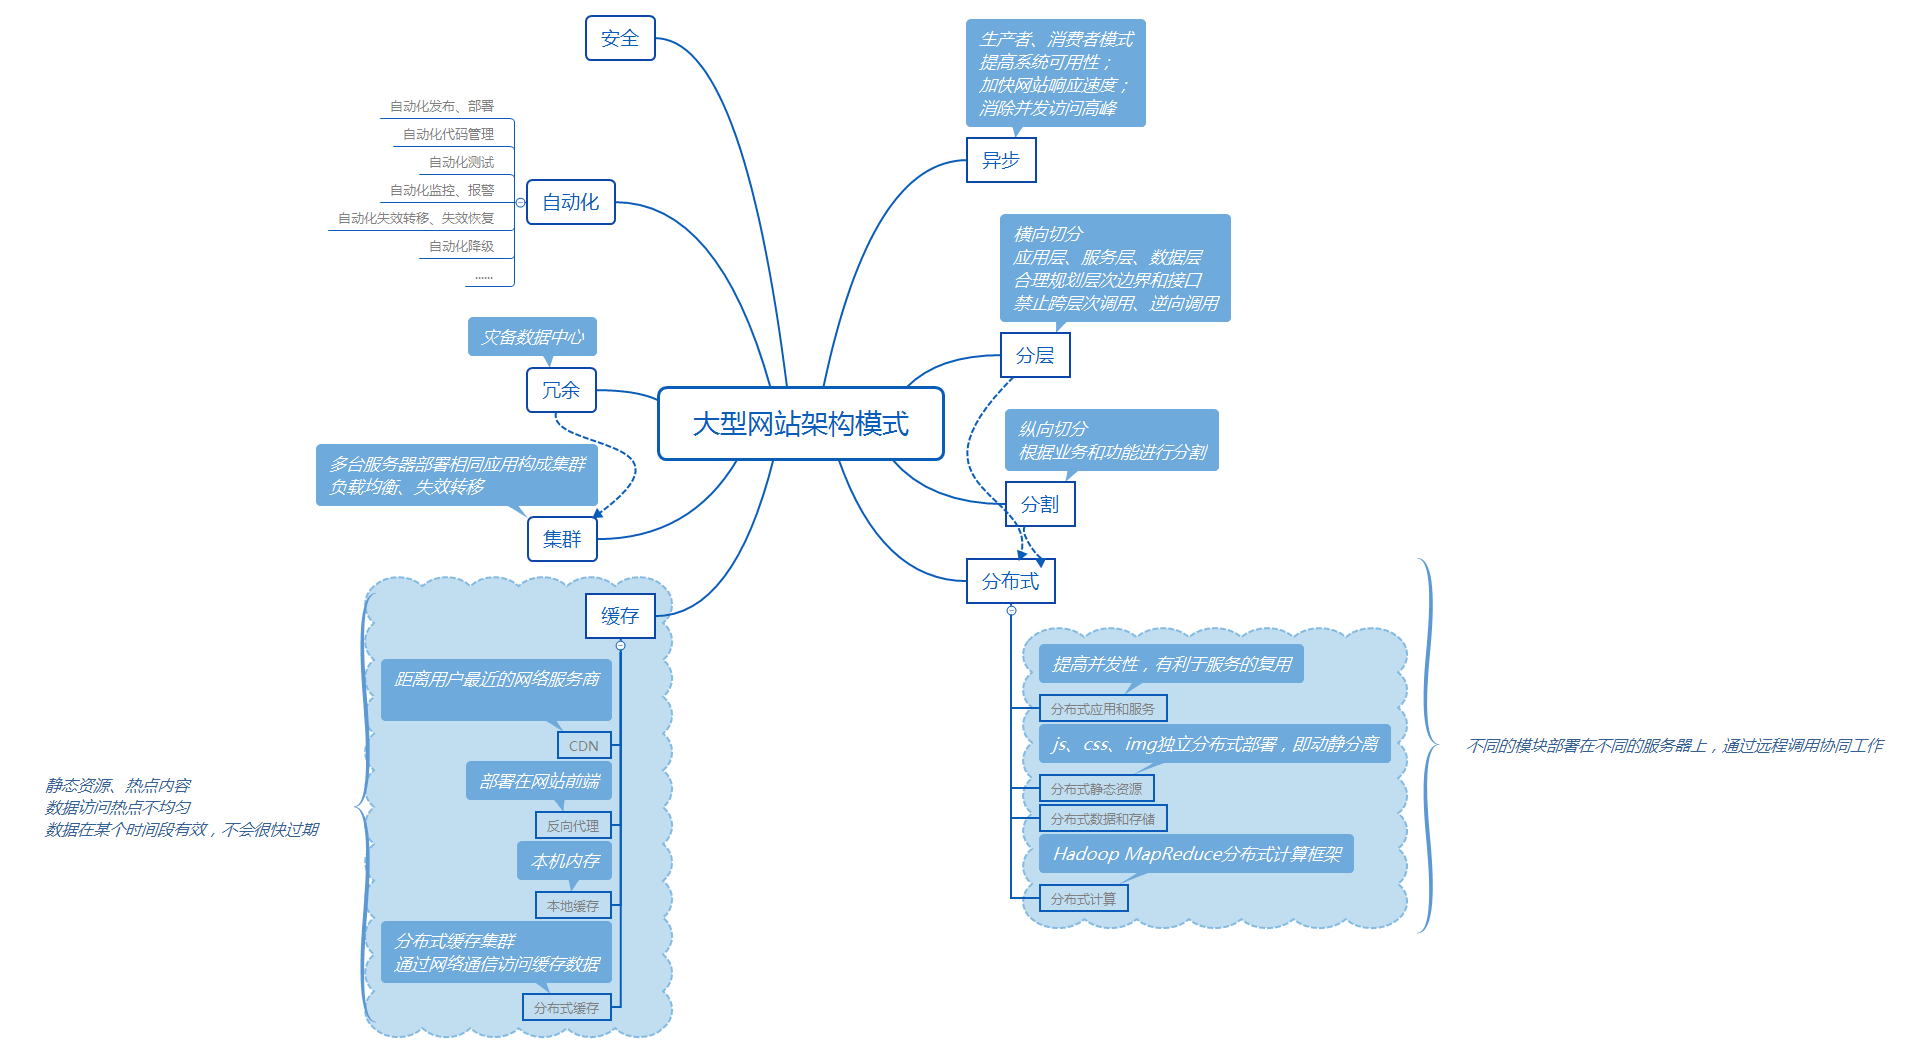 大型网站架构模式
安全
自动化发布、部署
自动化代码管理
自动化测试
自动化监控、报警
自动化失效转移、失效恢复
自动化降级
......
自动化
灾备数据中心
冗余
多台服务器部署相同应用构成集群
负载均衡、失效转移
集群
缓存
距离用户最近的网络服务商
CDN
部署在网站前端
反向代理
本机内存
本地缓存
分布式缓存集群
通过网络通信访问缓存数据
分布式缓存
静态资源、热点内容
数据访问热点不均匀
数据在某个时间段有效，不会很快过期
生产者、消费者模式
提高系统可用性；
加快网站响应速度；
消除并发访问高峰
异步
横向切分
应用层、服务层、数据层
合理规划层次边界和接口
禁止跨层次调用、逆向调用
分层
纵向切分
根据业务和功能进行分割
分割
分布式
提高并发性，有利于服务的复用
分布式应用和服务
js、css、img独立分布式部署，即动静分离
分布式静态资源
分布式数据和存储
Hadoop MapReduce分布式计算框架
分布式计算
不同的模块部署在不同的服务器上，通过远程调用协同工作